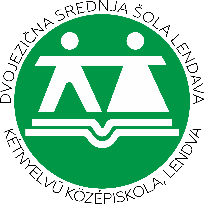 DVOJEZIČNA SREDNJA ŠOLA LENDAVA
KÉTNYELVŰ KÖZÉPISKOLA, LENDVA